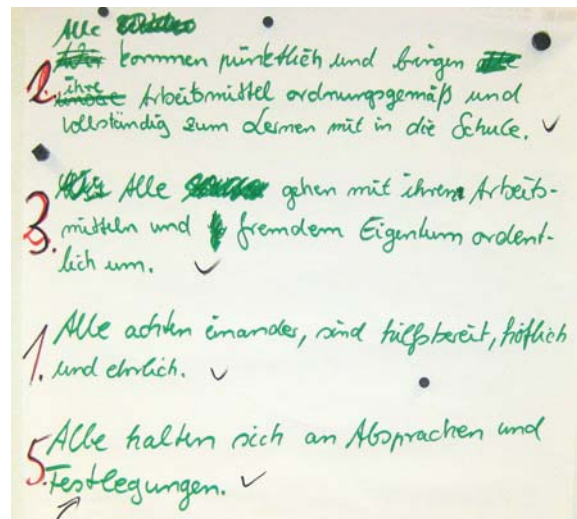 Alle
kommen pünktlich und bringen
2. ihre Arbeitsmittel ordnungsgemäß und
vollständig zum Lernen mit in die Schule. ✓
Alle gehen mit ihren Arbeits-
3. mitteln und fremdem Eigentum ordent-
lich um. ✓
Alle achten einander, sind hilfsbereit, höflich
1. und ehrlich. ✓
Alle halten sich an Absprachen und
5. Festlegungen. ✓